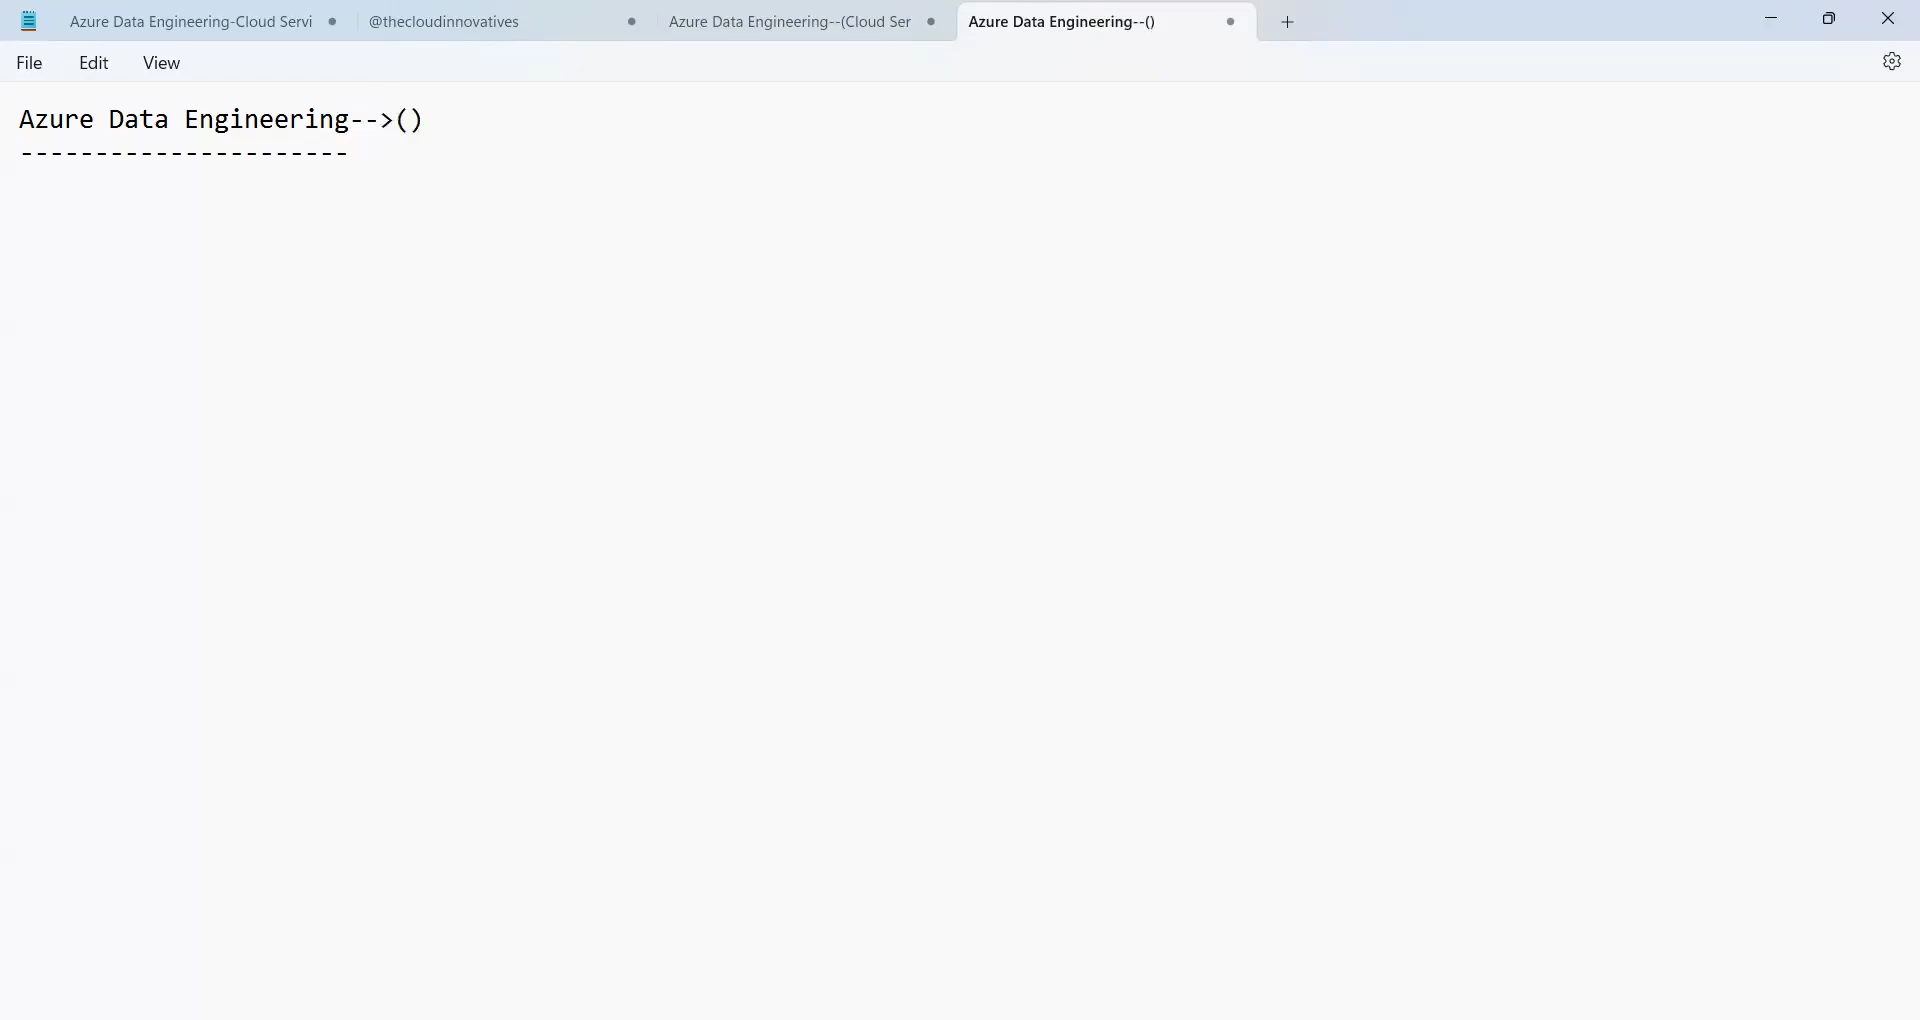 Azure Data Engineering-Cloud Servi
@thecloudinnovatives
Azure Data Engineering--(Cloud Ser
Azure Data Engineering--()
File Edit View
Azure Data Engineering-->()
----------------------